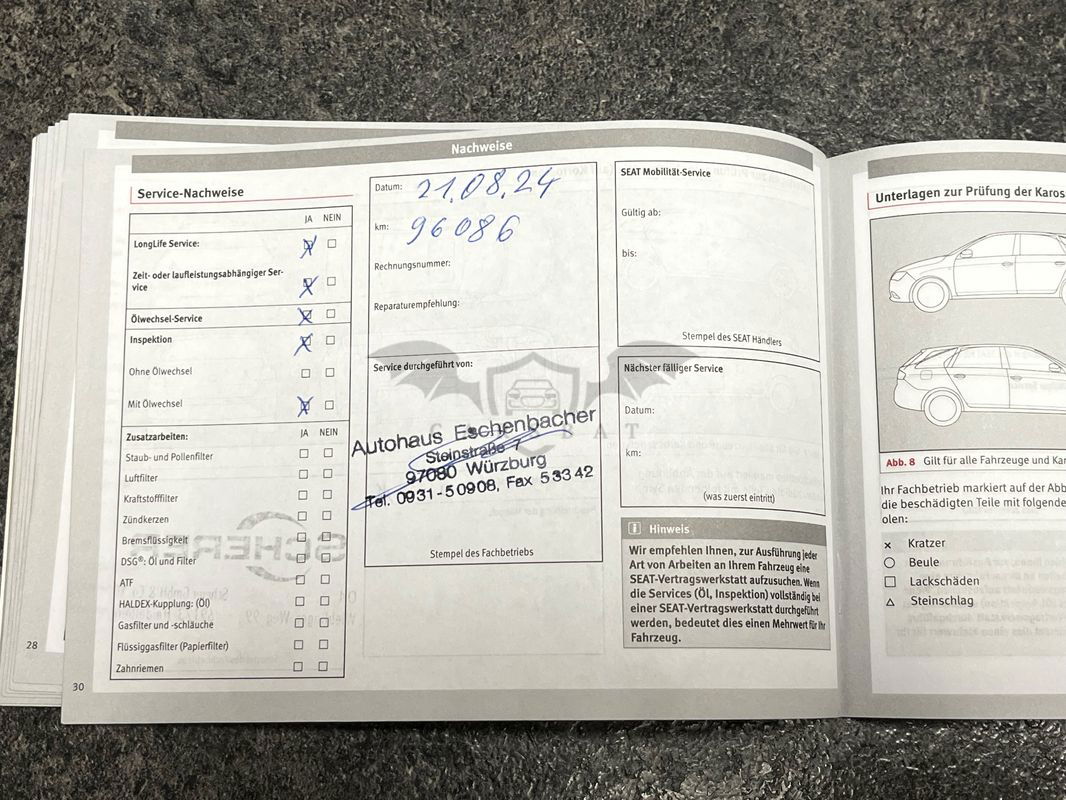 Nachweise
Service-Nachweise
JA NEIN
LongLife Service:
Zeit- oder laufleistungsabhängiger Ser-
vice
Ölwechsel-Service
Inspektion
Ohne Ölwechsel
Mit Ölwechsel
Zusatzarbeiten: JA NEIN
Staub- und Pollenfilter
Luftfilter
Kraftstofffilter
Zündkerzen
Bremsflüssigkeit
DSG®: Öl und Filter
ATF
HALDEX-Kupplung: (Öl)
Gasfilter und -schläuche
Flüssiggasfilter (Papierfilter)
Zahnriemen
28
30
Datum: 21.08.24
km: 96086
Rechnungsnummer:
Reparaturempfehlung:
Service durchgeführt von:
Autohaus Eschenbacher
Steinstraße 7
97080 Würzburg
Tel. 0931-50908, Fax 53342
Stempel des Fachbetriebs
SEAT Mobilität-Service
Gültig ab:
bis:
Stempel des SEAT Händlers
Nächster fälliger Service
Datum:
km:
(was zuerst eintritt)
i Hinweis
Wir empfehlen Ihnen, zur Ausführung jeder
Art von Arbeiten an Ihrem Fahrzeug eine
SEAT-Vertragswerkstatt aufzusuchen. Wenn
die Services (Öl, Inspektion) vollständig bei
einer SEAT-Vertragswerkstatt durchgeführt
werden, bedeutet dies einen Mehrwert für Ihr
Fahrzeug.
Unterlagen zur Prüfung der Karos
Abb. 8 Gilt für alle Fahrzeuge und Kar
Ihr Fachbetrieb markiert auf der Abb
die beschädigten Teile mit folgende
olen:
Kratzer
Beule
Lackschäden
Steinschlag
SCHERER